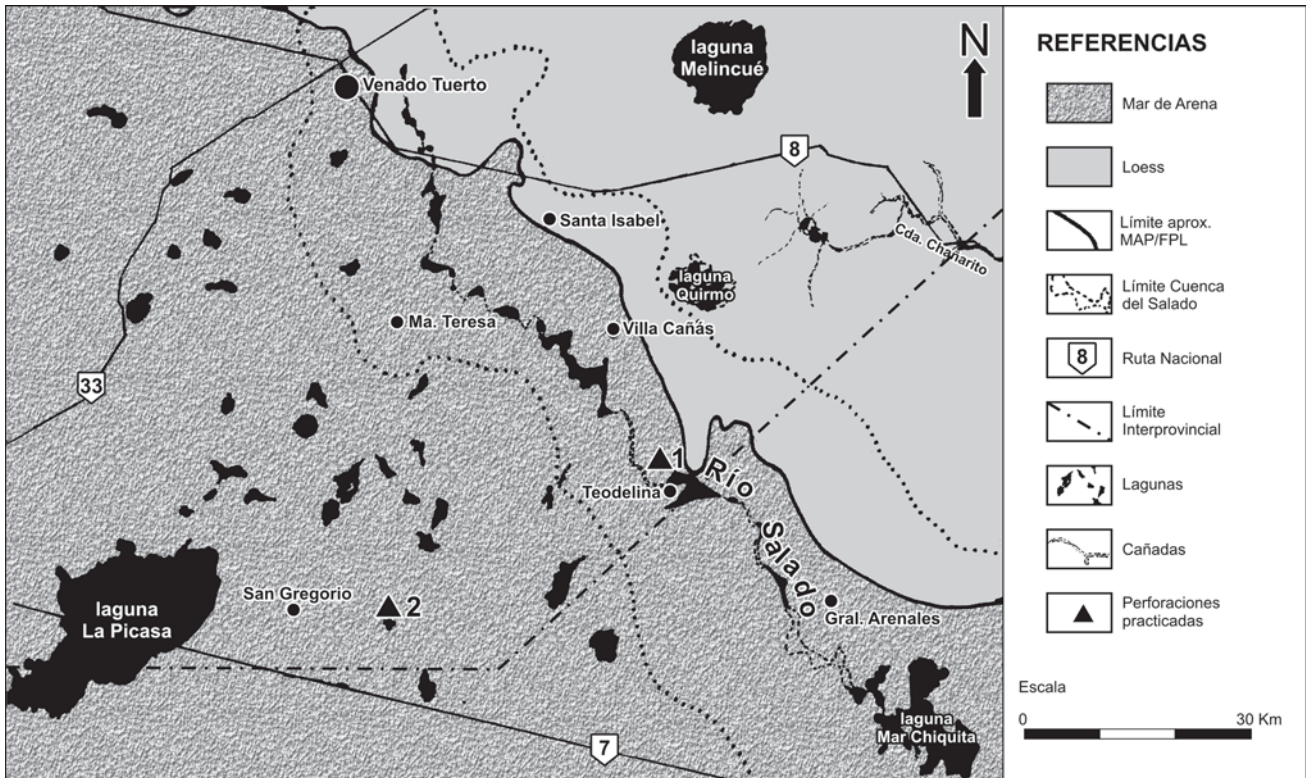 laguna
Melincué
N
Venado Tuerto
8
Santa Isabel
Cda. Chañarito
laguna
Quirmo
Ma. Teresa
Villa Cañás
33
1
Río
Teodelina
Salado
San Gregorio
2
laguna
La Picasa
Gral. Arenales
laguna
Mar Chiquita
7
REFERENCIAS
Mar de Arena
Loess
Límite aprox.
MAP/FPL
Límite Cuenca
del Salado
8
Ruta Nacional
Límite
Interprovincial
Lagunas
Cañadas
Perforaciones
practicadas
Escala
0
30 Km